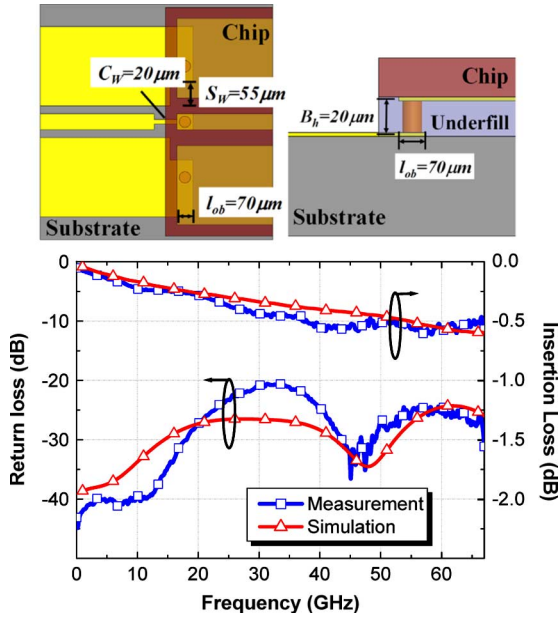 Chip
C_W=20μm
S_W=55μm
l_ob=70μm
Substrate
Chip
B_h=20μm
Underfill
l_ob=70μm
Substrate
Return loss (dB)
0
-10
-20
-30
-40
0.0
-0.5
-1.0
-1.5
-2.0
Insertion Loss (dB)
Measurement
Simulation
0 10 20 30 40 50 60
Frequency (GHz)